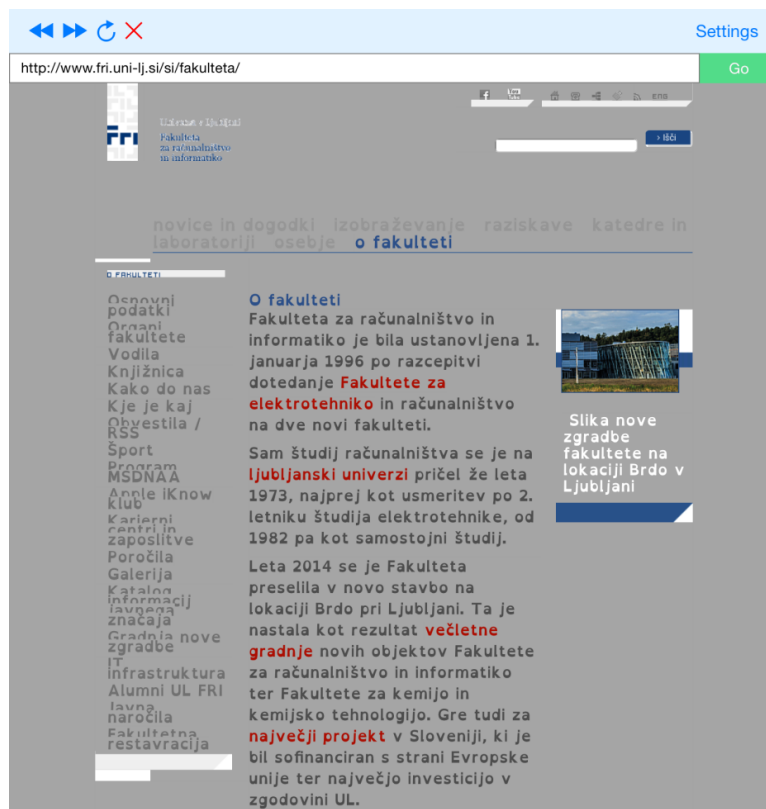 Settings
http://www.fri.uni-lj.si/si/fakulteta/
Go
You
Tube
ENG
Fri
Univerza v Ljubljani
Fakulteta
za računalništvo
in informatiko
› Išči
novice in dogodki izobraževanje raziskave katedre in
laboratoriji osebje o fakulteti
O FAKULTETI
Osnovni
podatki
Organi
fakultete
Vodila
Knjižnica
Kako do nas
Kje je kaj
Obvestila /
RSS
Šport
Program
MSDNAA
Apple iKnow
klub
Karierni
centri in
zaposlitve
Poročila
Galerija
Katalog
informacij
javnega
značaja
Gradnja nove
zgradbe
IT
infrastruktura
Alumni UL FRI
Javna
naročila
Fakultetna
restavracija
O fakulteti
Fakulteta za računalništvo in
informatiko je bila ustanovljena 1.
januarja 1996 po razcepitvi
dotedanje Fakultete za
elektrotehniko in računalništvo
na dve novi fakulteti.
Sam študij računalništva se je na
ljubljanski univerzi pričel že leta
1973, najprej kot usmeritev po 2.
letniku študija elektrotehnike, od
1982 pa kot samostojni študij.
Leta 2014 se je Fakulteta
preselila v novo stavbo na
lokaciji Brdo pri Ljubljani. Ta je
nastala kot rezultat večletne
gradnje novih objektov Fakultete
za računalništvo in informatiko
ter Fakultete za kemijo in
kemijsko tehnologijo. Gre tudi za
največji projekt v Sloveniji, ki je
bil sofinanciran s strani Evropske
unije ter največjo investicijo v
zgodovini UL.
Slika nove
zgradbe
fakultete na
lokaciji Brdo v
Ljubljani